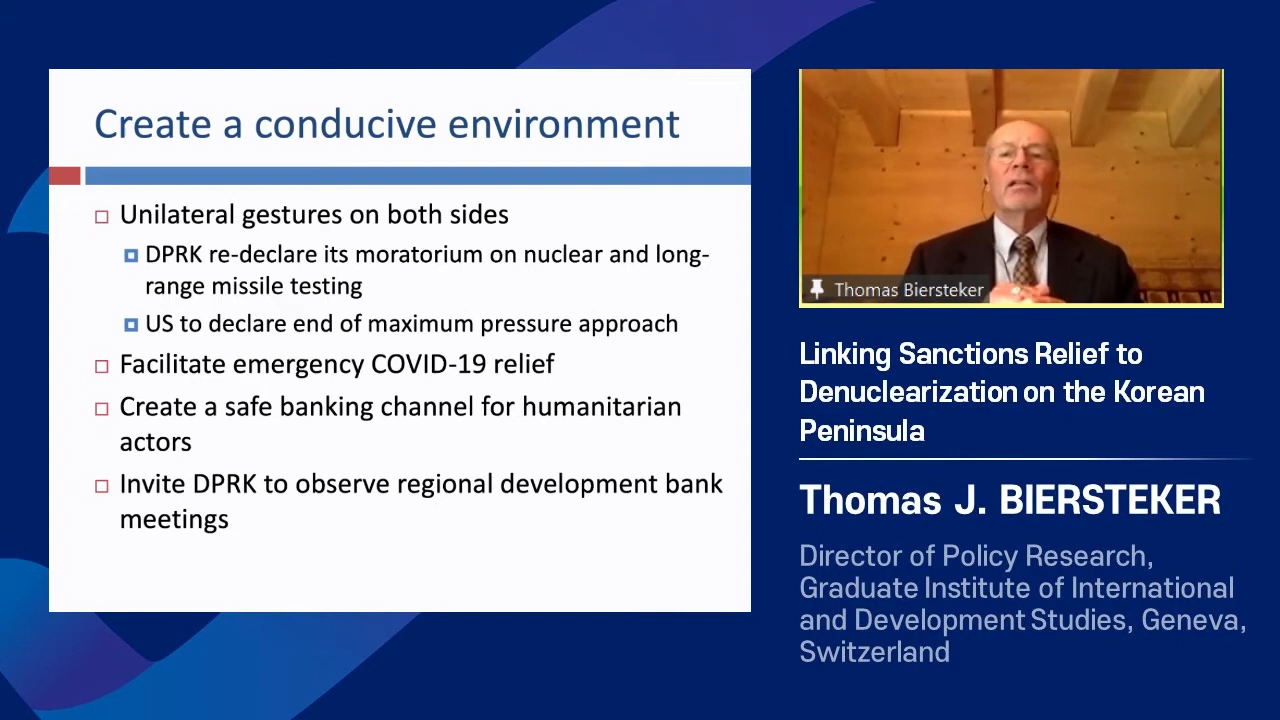 Create a conducive environment
Unilateral gestures on both sides
DPRK re-declare its moratorium on nuclear and long-
range missile testing
US to declare end of maximum pressure approach
Facilitate emergency COVID-19 relief
Create a safe banking channel for humanitarian
actors
Invite DPRK to observe regional development bank
meetings
Thomas Biersteker
Linking Sanctions Relief to
Denuclearization on the Korean
Peninsula
Thomas J. BIERSTEKER
Director of Policy Research,
Graduate Institute of International
and Development Studies, Geneva,
Switzerland